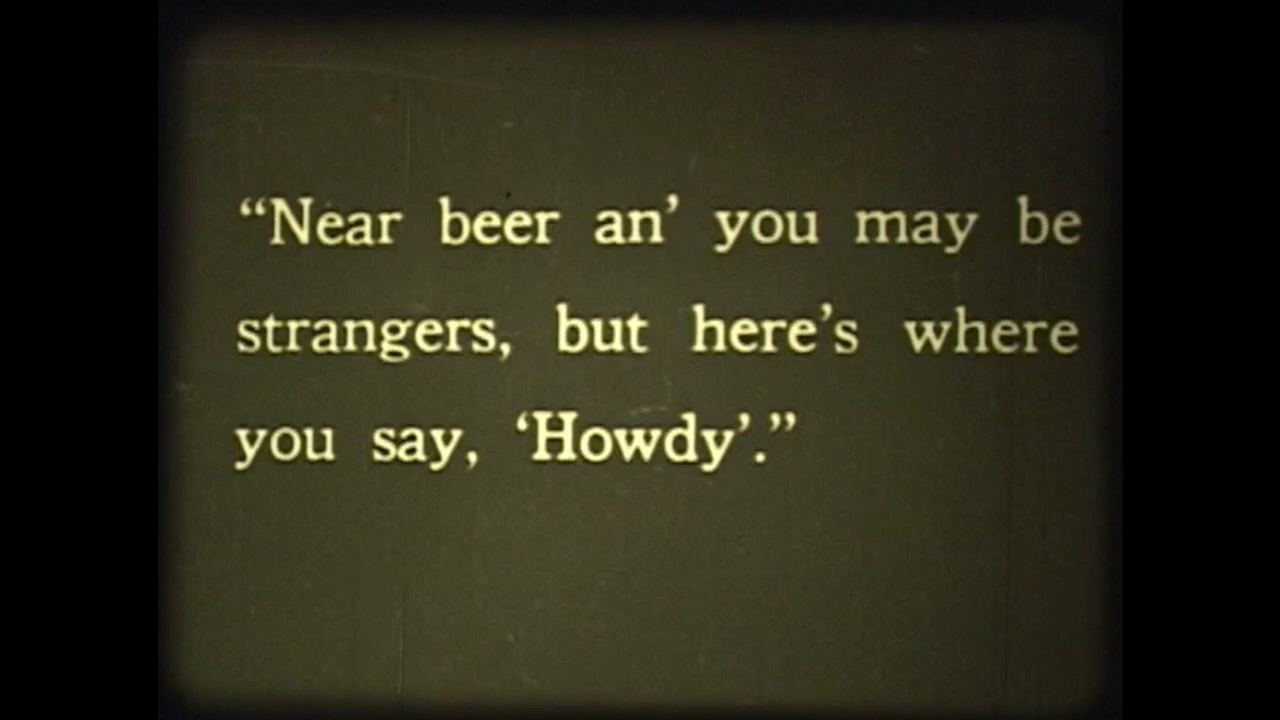 “Near beer an’ you may be
strangers, but here’s where
you say, ‘Howdy’.”